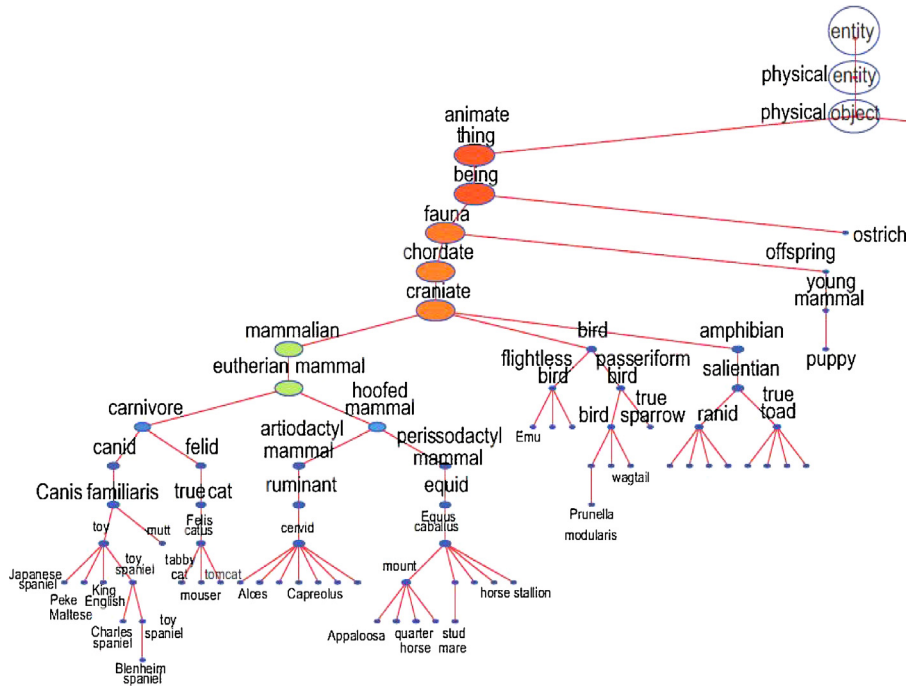 entity
physical entity
physical object
animate
thing
being
fauna
ostrich
chordate
offspring
craniate
young
mammal
mammalian
bird
amphibian
eutherian mammal
flightless
bird
passeriform
bird
puppy
salientian
carnivore
hoofed
mammal
true
sparrow
bird
ranid
true
toad
artiodactyl
mammal
perissodactyl
mammal
Emu
canid
felid
wagtail
Canis familiaris
true cat
ruminant
equid
Prunella
modularis
toy
mutt
Felis
catus
cervid
Equus
caballus
toy
spaniel
tabby
cat
tomcat
mount
Japanese
spaniel
Peke
Maltese
King
English
mouser
Alces
Capreolus
horse stallion
Charles
spaniel
toy
spaniel
Appaloosa
quarter
horse
stud
mare
Blenheim
spaniel